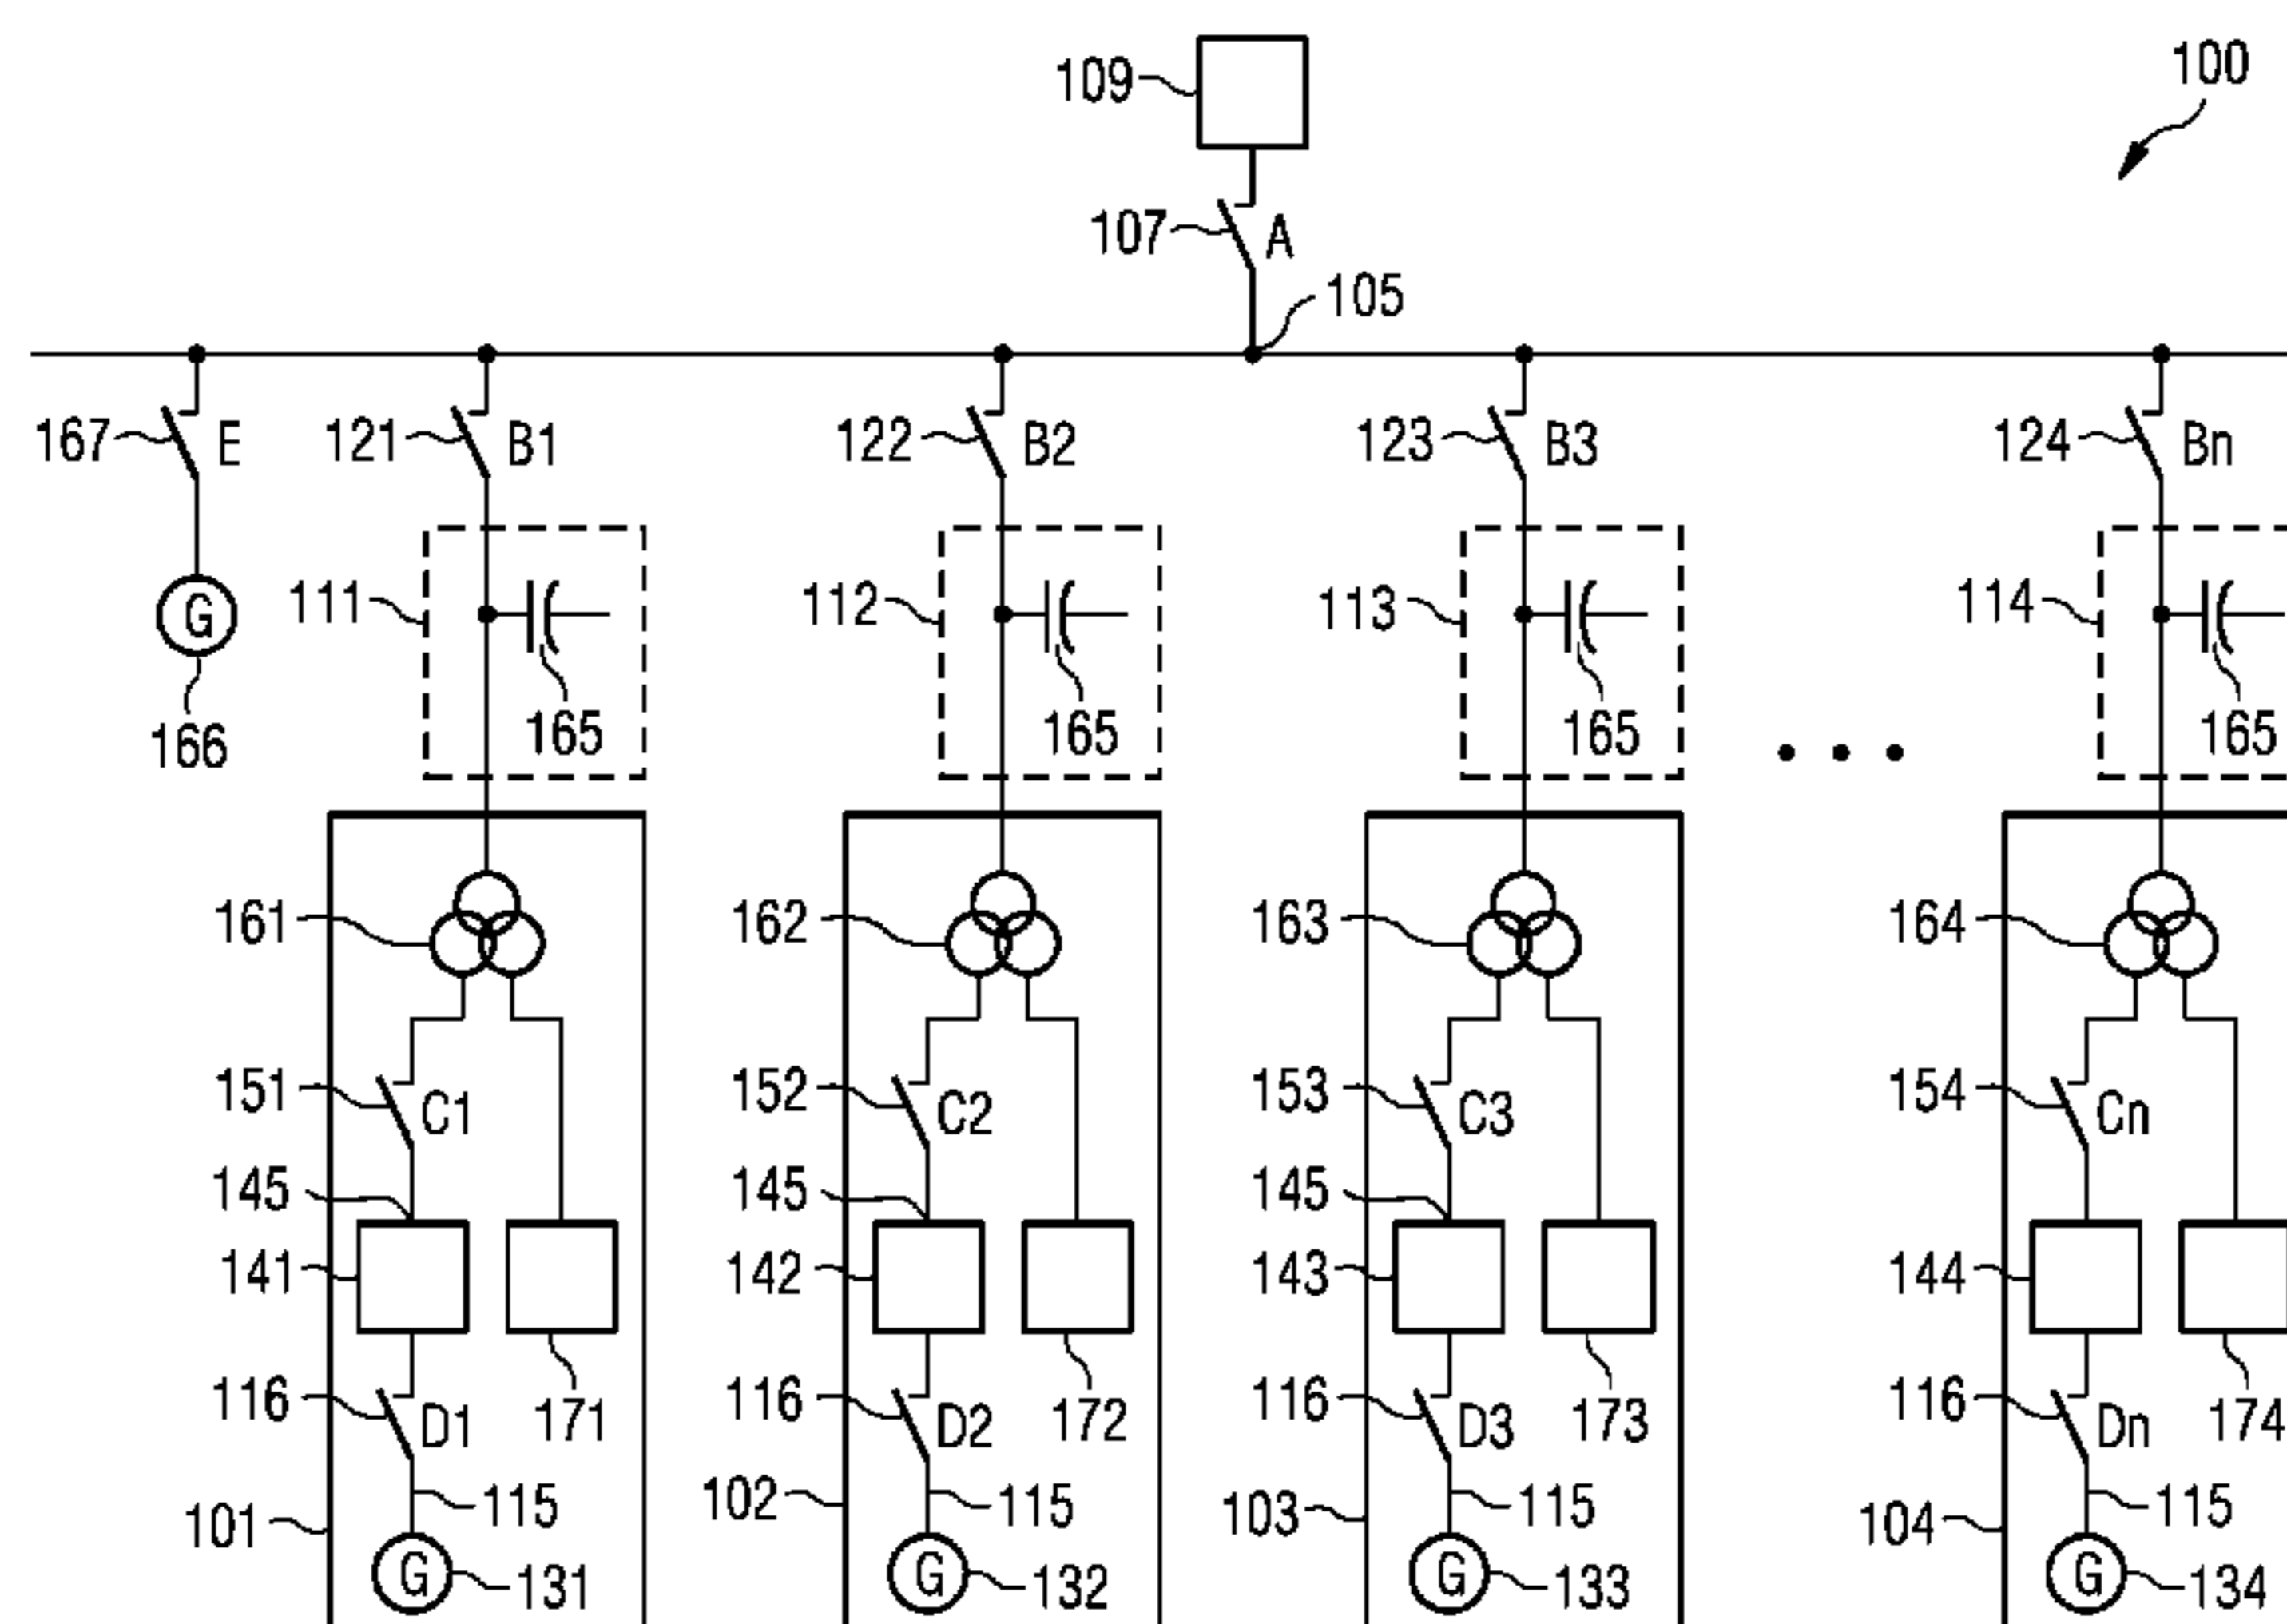 109
100
107 A
105
167 E 121 B1 122 B2 123 B3 124 Bn
111 112 113 114
G
165 165 165 165
166
161 162 163 164
151 C1 152 C2 153 C3 154 Cn
145 145 145
141 142 143 144
116 D1 171 116 D2 172 116 D3 173 116 Dn 174
101 115 102 115 103 115 104 115
G 131 G 132 G 133 G 134